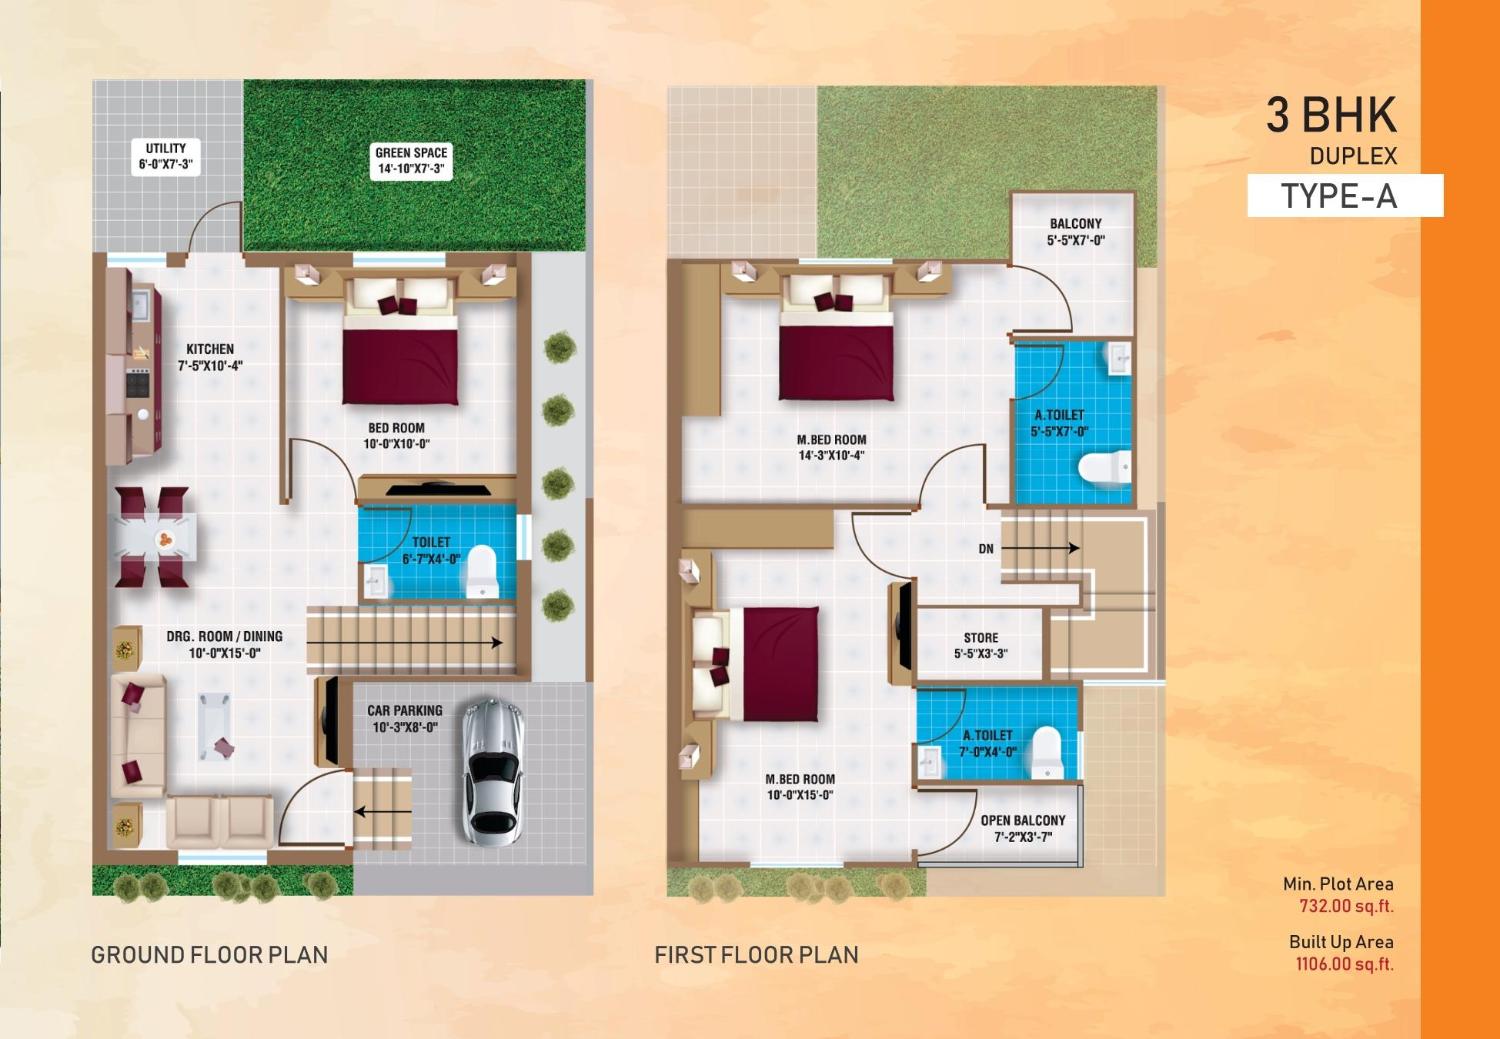 3 BHK
DUPLEX
TYPE-A
UTILITY
6'-0"X7'-3"
GREEN SPACE
14'-10"X7'-3"
KITCHEN
7'-5"X10'-4"
BED ROOM
10'-0"X10'-0"
TOILET
6'-7"X4'-0"
DRG. ROOM / DINING
10'-0"X15'-0"
CAR PARKING
10'-3"X8'-0"
GROUND FLOOR PLAN
BALCONY
5'-5"X7'-0"
A.TOILET
5'-5"X7'-0"
M.BED ROOM
14'-3"X10'-4"
DN
STORE
5'-5"X3'-3"
A.TOILET
7'-0"X4'-0"
M.BED ROOM
10'-0"X15'-0"
OPEN BALCONY
7'-2"X3'-7"
FIRST FLOOR PLAN
Min. Plot Area
732.00 sq.ft.
Built Up Area
1106.00 sq.ft.